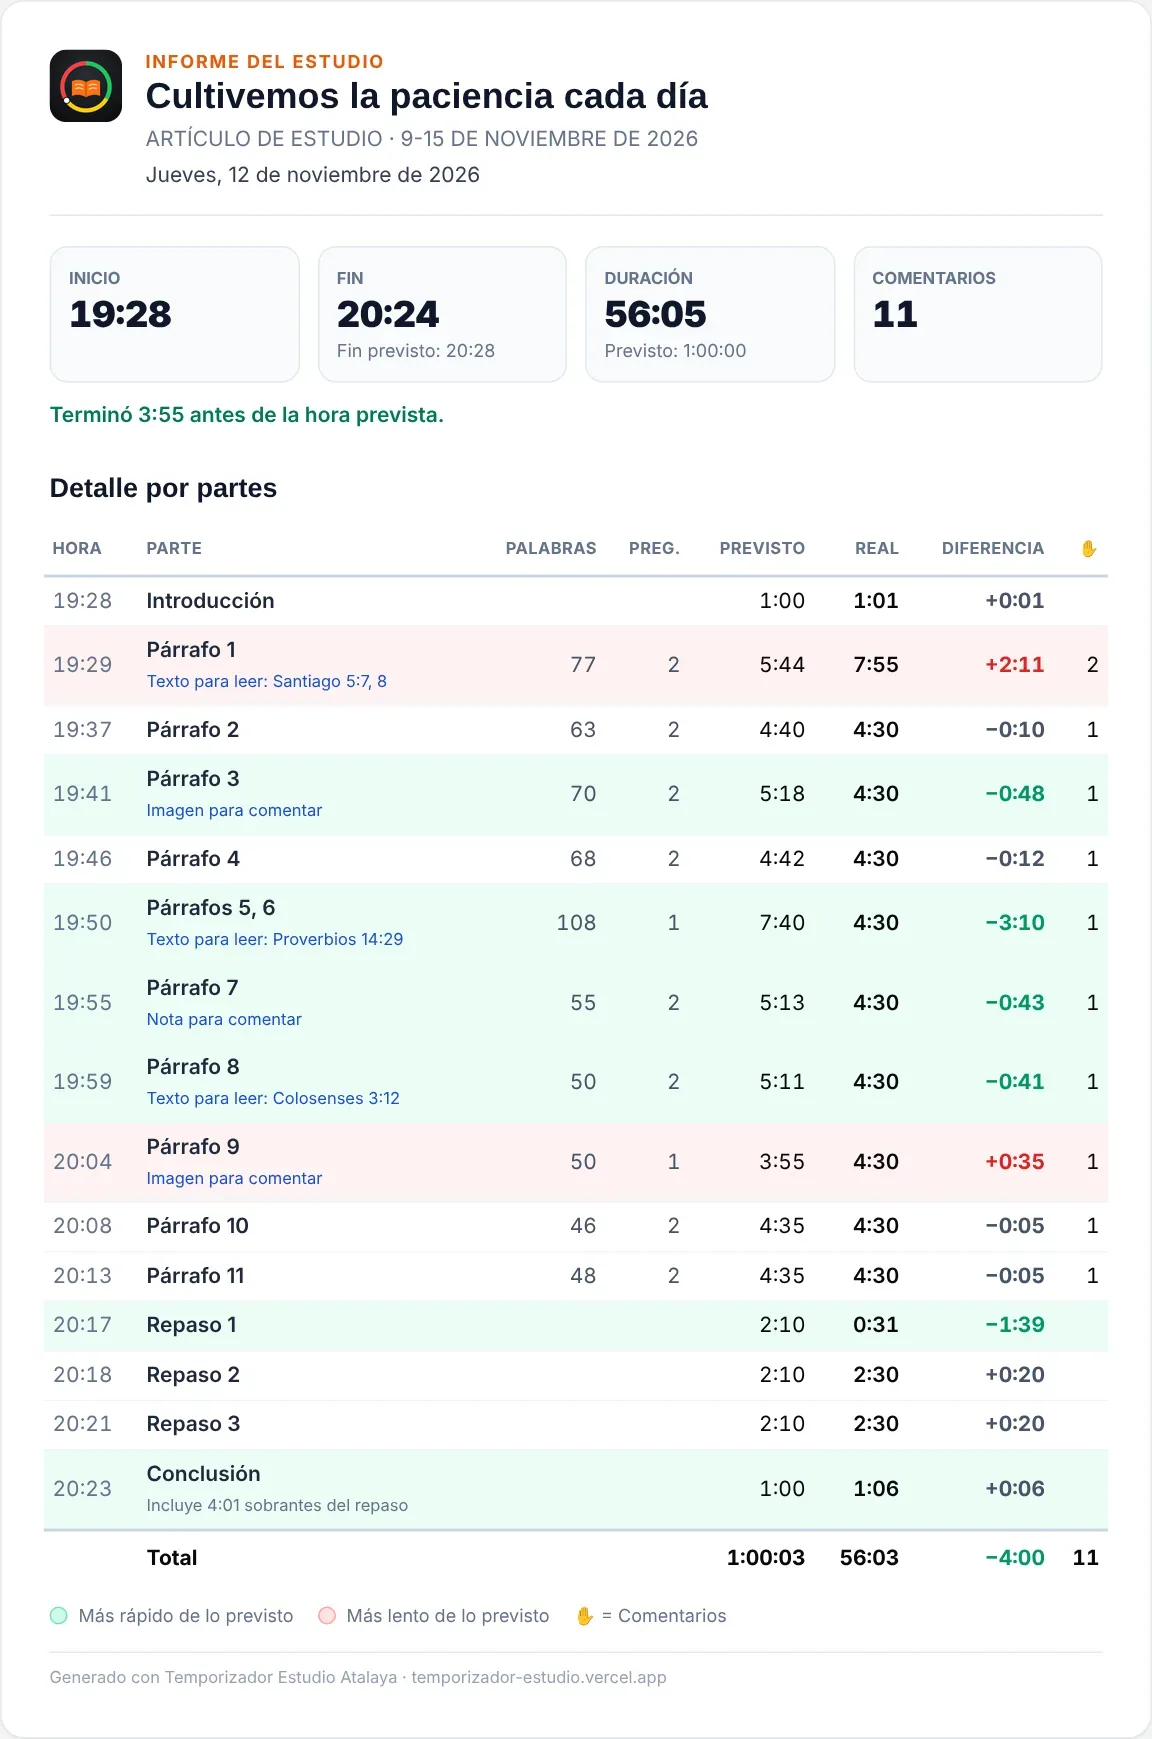 INFORME DEL ESTUDIO
Cultivemos la paciencia cada día
ARTÍCULO DE ESTUDIO · 9-15 DE NOVIEMBRE DE 2026
Jueves, 12 de noviembre de 2026
INICIO
19:28
FIN
20:24
Fin previsto: 20:28
DURACIÓN
56:05
Previsto: 1:00:00
COMENTARIOS
11
Terminó 3:55 antes de la hora prevista.
Detalle por partes
HORA PARTE PALABRAS PREG. PREVISTO REAL DIFERENCIA ✋
19:28 Introducción 1:00 1:01 +0:01
19:29 Párrafo 1 77 2 5:44 7:55 +2:11 2
Texto para leer: Santiago 5:7, 8
19:37 Párrafo 2 63 2 4:40 4:30 −0:10 1
19:41 Párrafo 3 70 2 5:18 4:30 −0:48 1
Imagen para comentar
19:46 Párrafo 4 68 2 4:42 4:30 −0:12 1
19:50 Párrafos 5, 6 108 1 7:40 4:30 −3:10 1
Texto para leer: Proverbios 14:29
19:55 Párrafo 7 55 2 5:13 4:30 −0:43 1
Nota para comentar
19:59 Párrafo 8 50 2 5:11 4:30 −0:41 1
Texto para leer: Colosenses 3:12
20:04 Párrafo 9 50 1 3:55 4:30 +0:35 1
Imagen para comentar
20:08 Párrafo 10 46 2 4:35 4:30 −0:05 1
20:13 Párrafo 11 48 2 4:35 4:30 −0:05 1
20:17 Repaso 1 2:10 0:31 −1:39
20:18 Repaso 2 2:10 2:30 +0:20
20:21 Repaso 3 2:10 2:30 +0:20
20:23 Conclusión 1:00 1:06 +0:06
Incluye 4:01 sobrantes del repaso
Total 1:00:03 56:03 −4:00 11
Más rápido de lo previsto Más lento de lo previsto ✋ = Comentarios
Generado con Temporizador Estudio Atalaya · temporizador-estudio.vercel.app